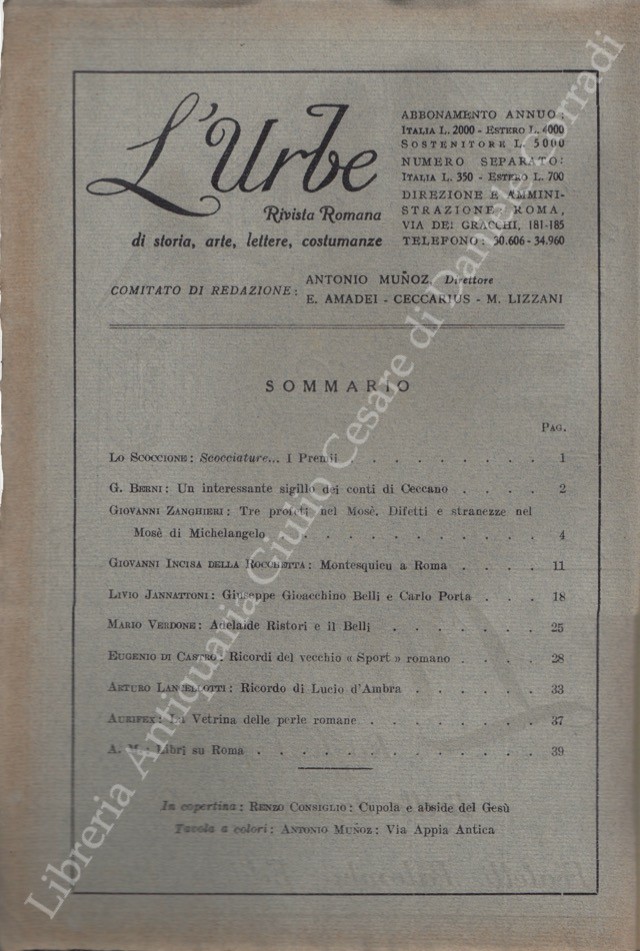 L'Urbe
Rivista Romana
di storia, arte, lettere, costumanze
ABBONAMENTO ANNUO:
ITALIA L. 2000 - ESTERO L. 4000
SOSTENITORE L. 5000
NUMERO SEPARATO:
ITALIA L. 350 - ESTERO L. 700
DIREZIONE E AMMINI-
STRAZIONE: ROMA,
VIA DEI GRACCHI, 181-185
TELEFONO: 30.606-34.960
COMITATO DI REDAZIONE:
ANTONIO MUÑOZ, Direttore
E. AMADEI - CECCARIUS - M. LIZZANI
SOMMARIO
PAG.
LO SCOCCIONE: Scocciature... I Premii . . . . . . . . 1
G. BERNI: Un interessante sigillo dei conti di Ceccano . . . . 2
GIOVANNI ZANGHIERI: Tre profeti nel Mosè. Difetti e stranezze nel
Mosè di Michelangelo . . . . . . . . . . . . 4
GIOVANNI INCISA DELLA ROCCHETTA: Montesquieu a Roma . . . . 11
LIVIO JANNATTONI: Giuseppe Gioacchino Belli e Carlo Porta . . . 18
MARIO VERDONE: Adelaide Ristori e il Belli . . . . . . . 25
EUGENIO DI CASTRO: Ricordi del vecchio « Sport » romano . . . . 28
ARTURO LANCELLOTTI: Ricordo di Lucio d'Ambra . . . . . . 33
AURIFEX: La Vetrina delle perle romane . . . . . . . . 37
A. M.: Libri su Roma . . . . . . . . . . . . . 39
In copertina: RENZO CONSIGLIO: Cupola e abside del Gesù
Tavola a colori: ANTONIO MUÑOZ: Via Appia Antica
Libreria Antiquaria Giulio Cesare di Daniele Corradi